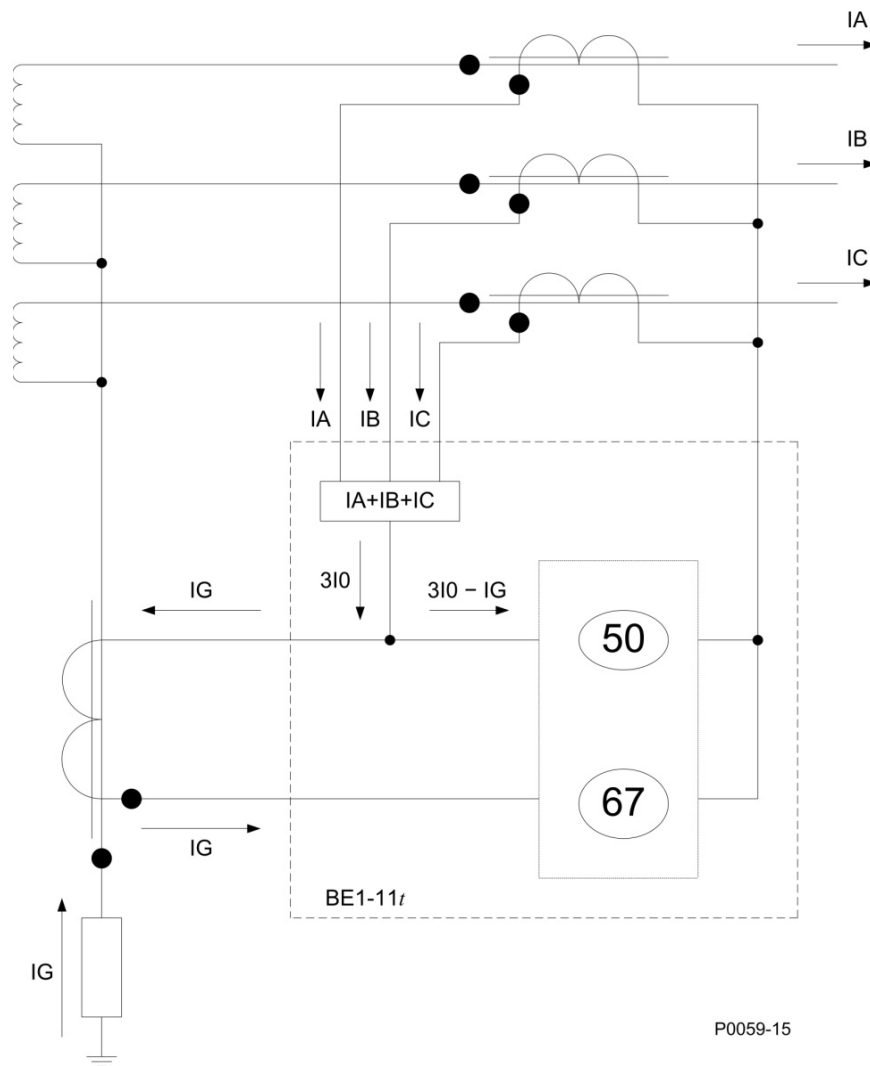 IA
IB
IC
IA IB IC
IA+IB+IC
IG 3I0 3I0 − IG
50
67
IG
BE1-11t
IG
P0059-15